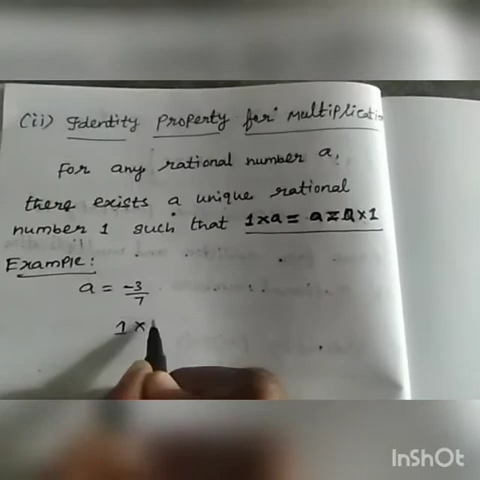 (ii) Identity Property for Multiplication
For any rational number a,
there exists a unique rational
number 1 such that 1×a = a = a×1
Example:
a = -3/7
1×
InShOt